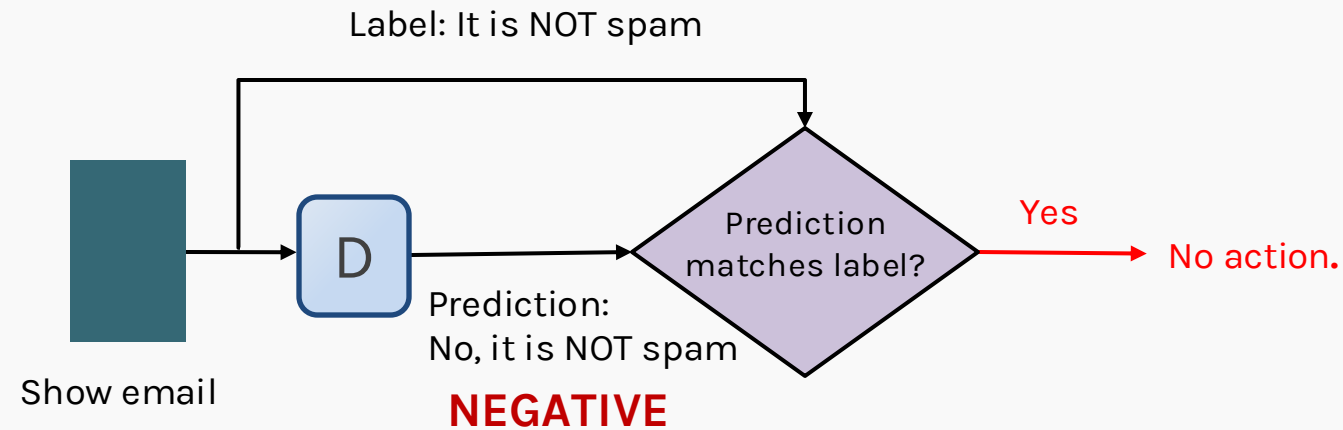 Label: It is NOT spam
D
Prediction
matches label?
Yes
No action.
Prediction:
No, it is NOT spam
NEGATIVE
Show email